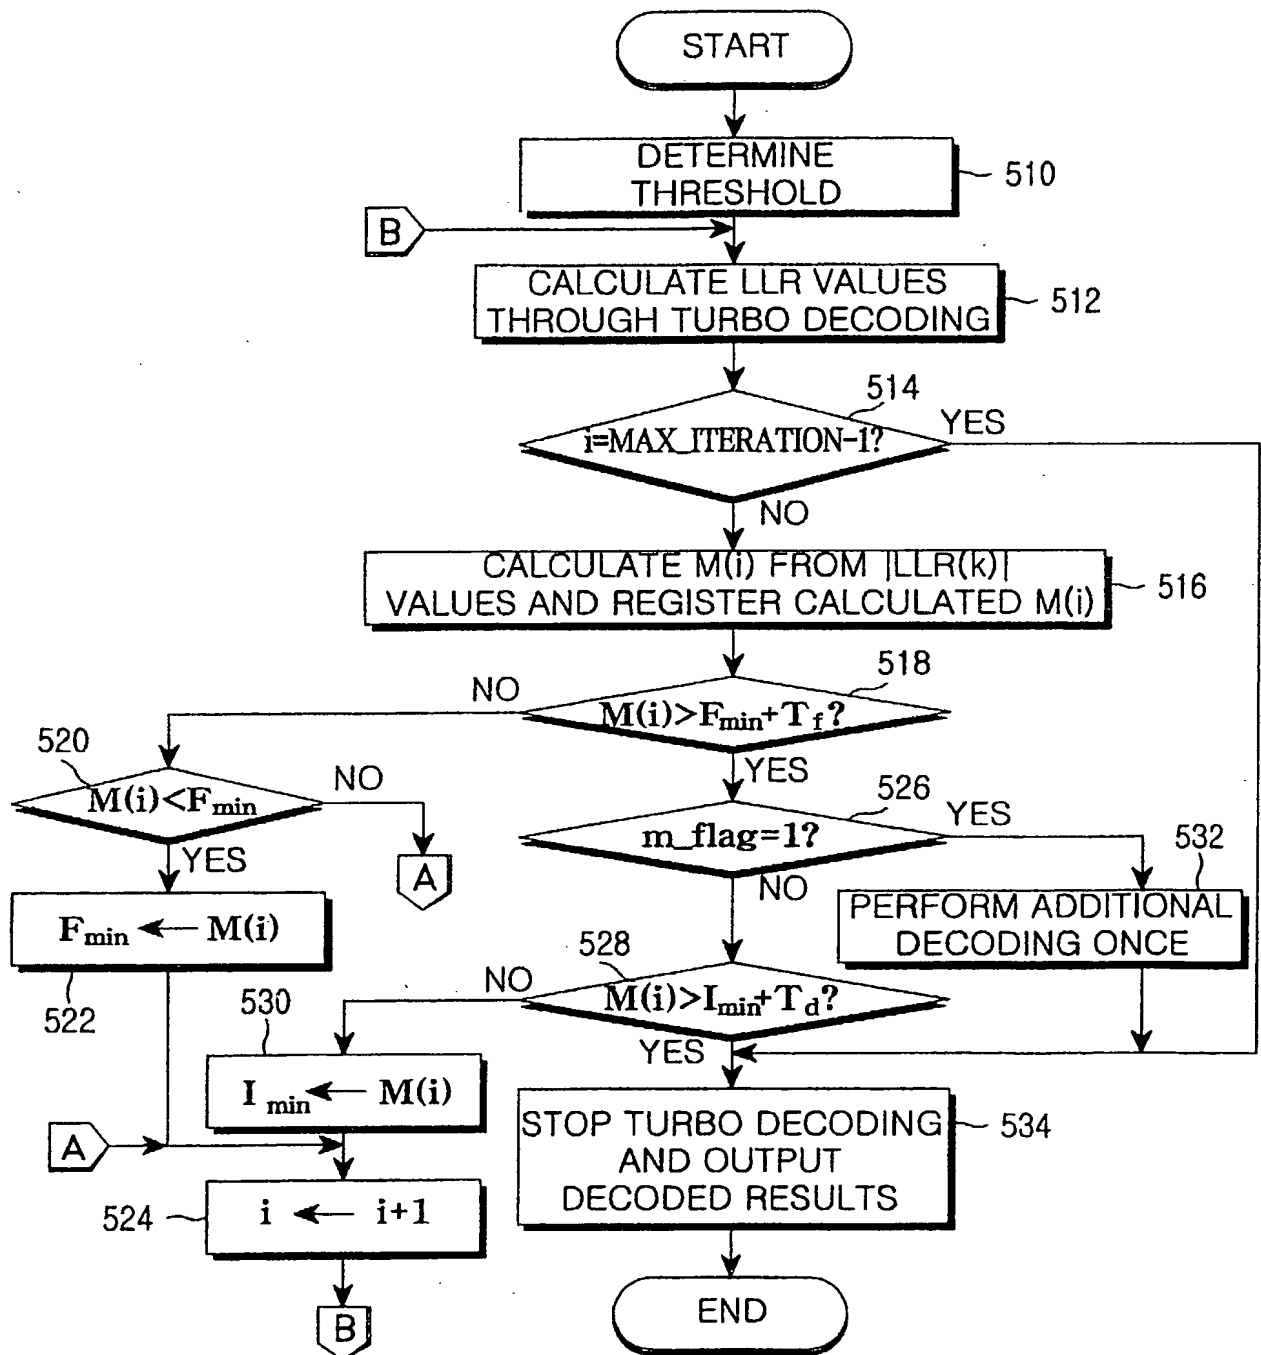 START
DETERMINE
THRESHOLD
510
B
CALCULATE LLR VALUES
THROUGH TURBO DECODING
512
514
i=MAX_ITERATION-1?
YES
NO
CALCULATE M(i) FROM |LLR(k)|
VALUES AND REGISTER CALCULATED M(i)
516
518
M(i)>Fmin+Tf?
NO
YES
520
M(i)<Fmin
NO
YES
A
526
m_flag=1?
YES
NO
532
PERFORM ADDITIONAL
DECODING ONCE
Fmin ← M(i)
522
528
M(i)>Imin+Td?
NO
YES
530
Imin ← M(i)
A
i ← i+1
524
B
STOP TURBO DECODING
AND OUTPUT
DECODED RESULTS
534
END